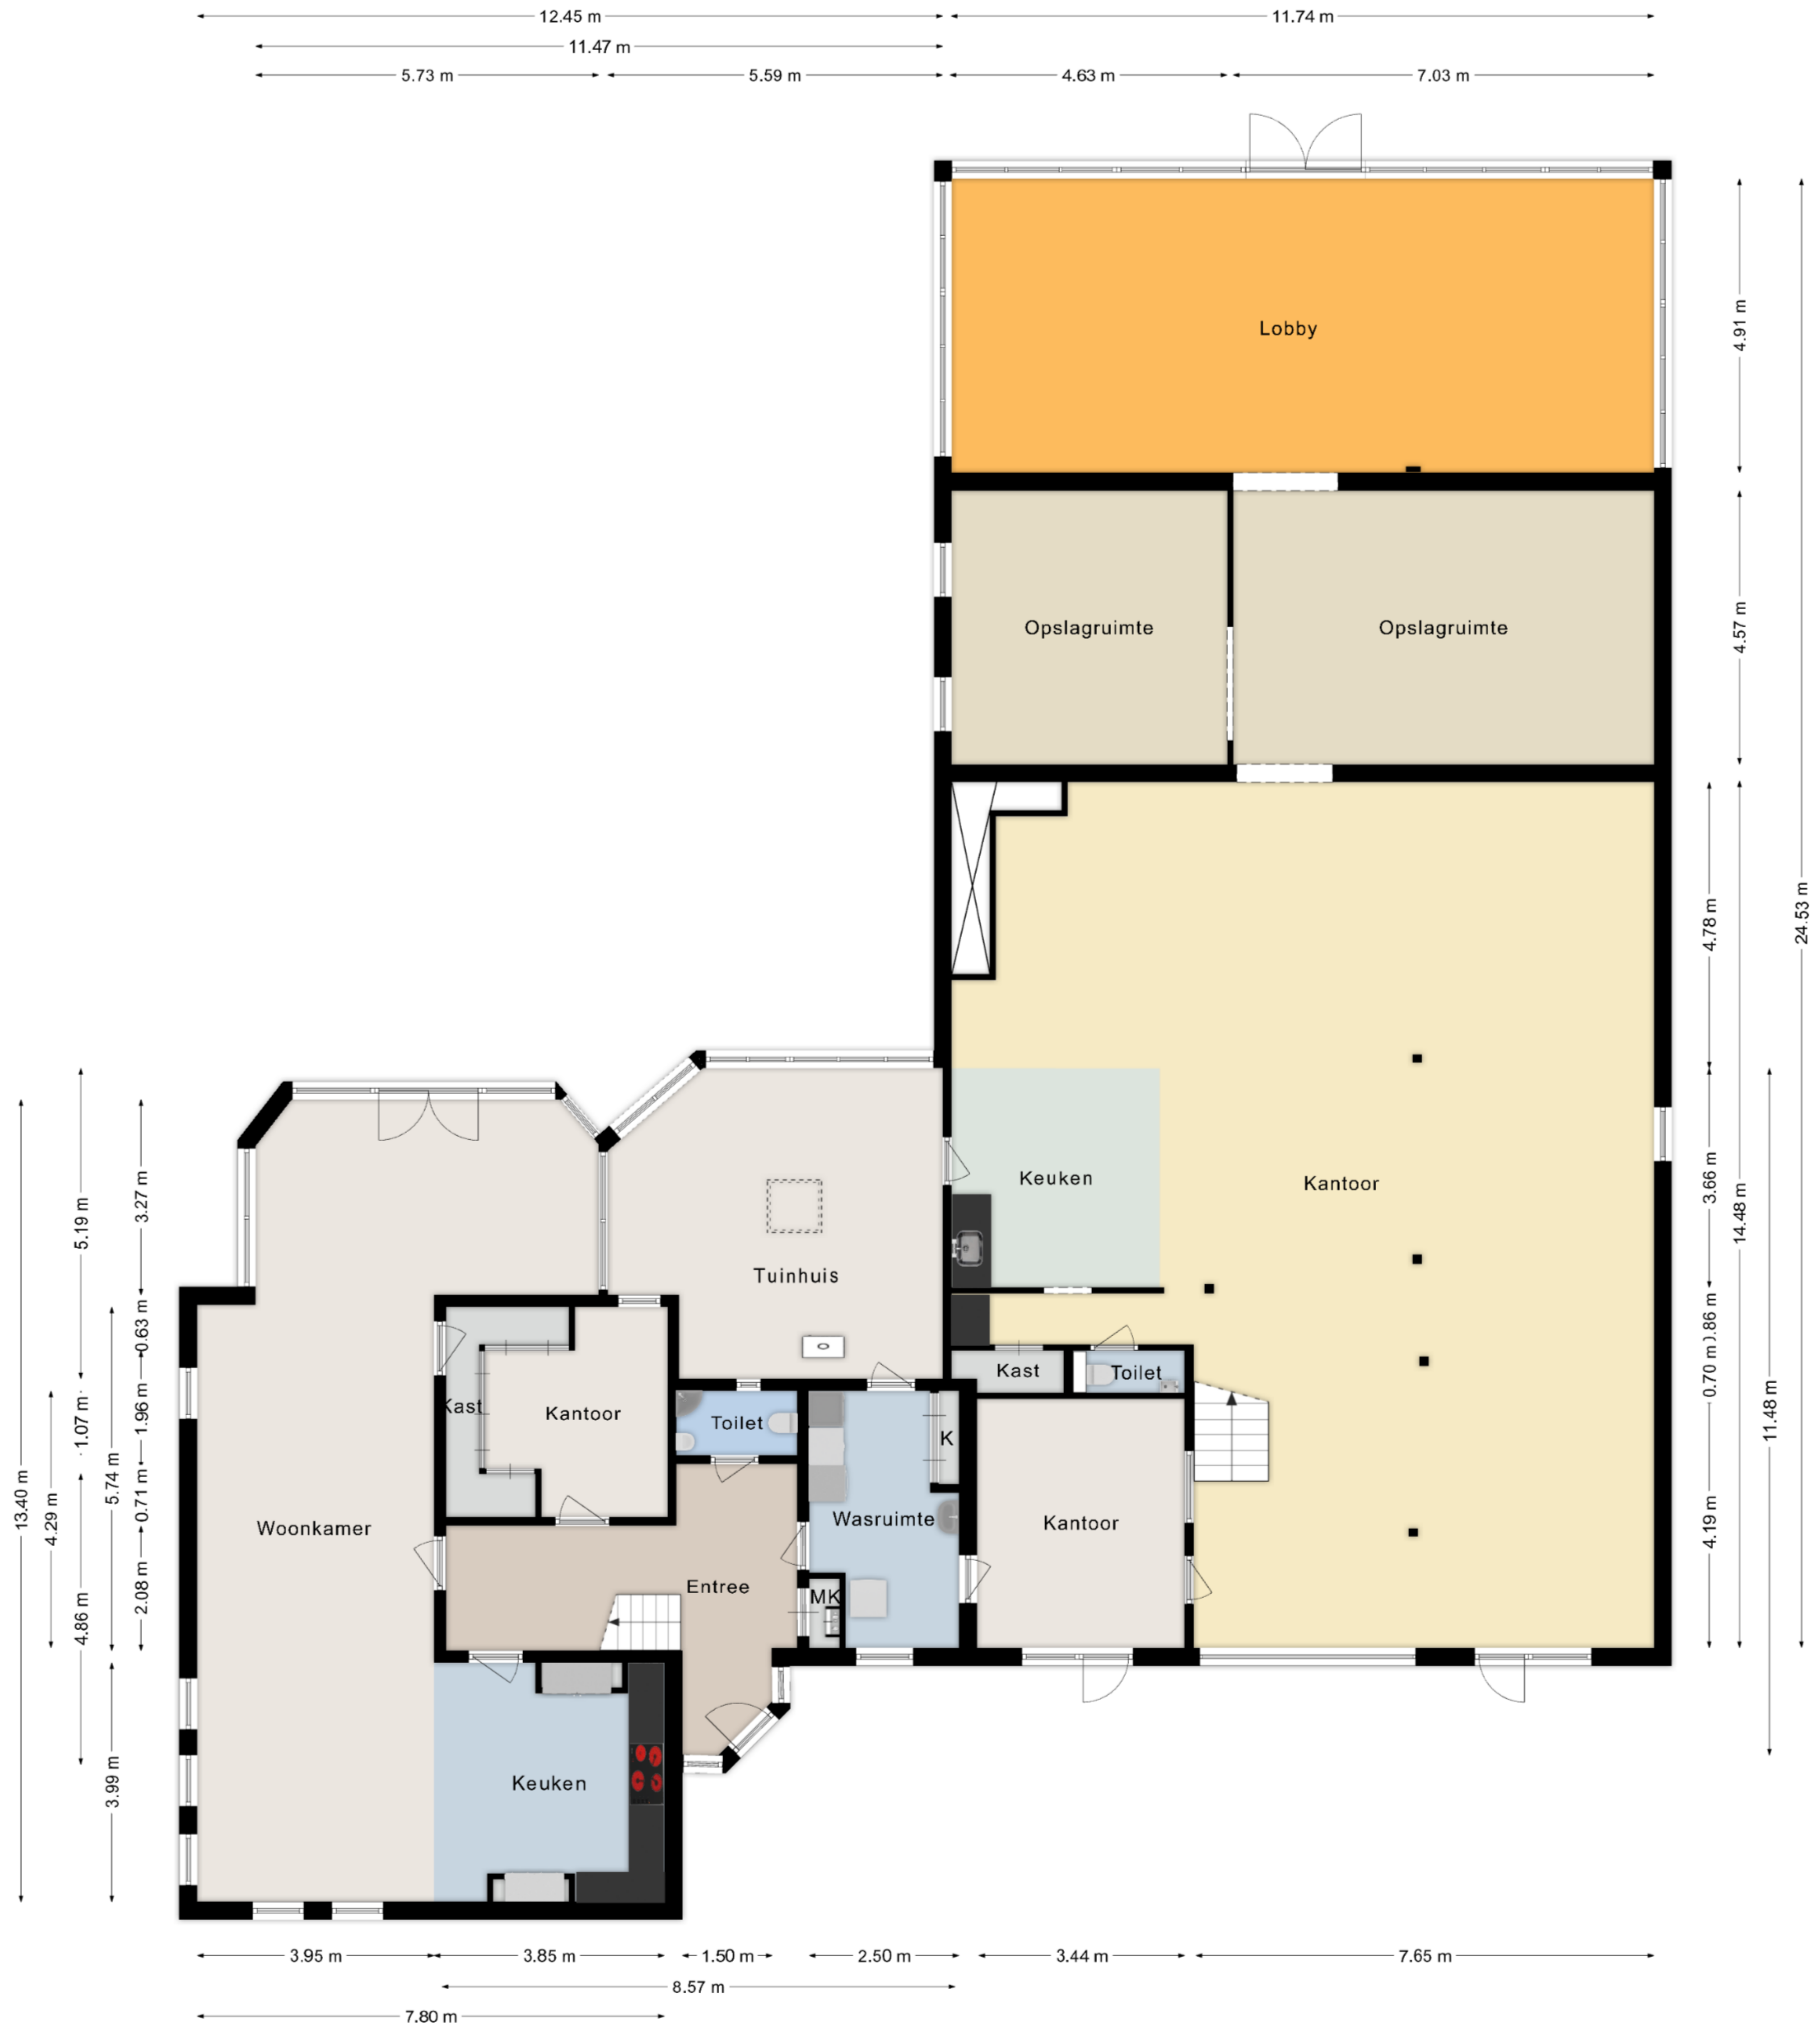 12.45 m
11.74 m
11.47 m
5.73 m
5.59 m
4.63 m
7.03 m
Lobby
4.91 m
Opslagruimte
Opslagruimte
4.57 m
24.53 m
4.78 m
Keuken
Kantoor
3.66 m
14.48 m
5.19 m
3.27 m
Tuinhuis
0.63 m
0.86 m
Kast
Toilet
0.70 m
11.48 m
Kast
Kantoor
Toilet
K
1.07 m
1.96 m
13.40 m
4.29 m
5.74 m
0.71 m
Woonkamer
Wasruimte
Kantoor
4.19 m
Entree
MK
4.86 m
2.08 m
Keuken
3.99 m
3.95 m
3.85 m
1.50 m
2.50 m
3.44 m
7.65 m
8.57 m
7.80 m